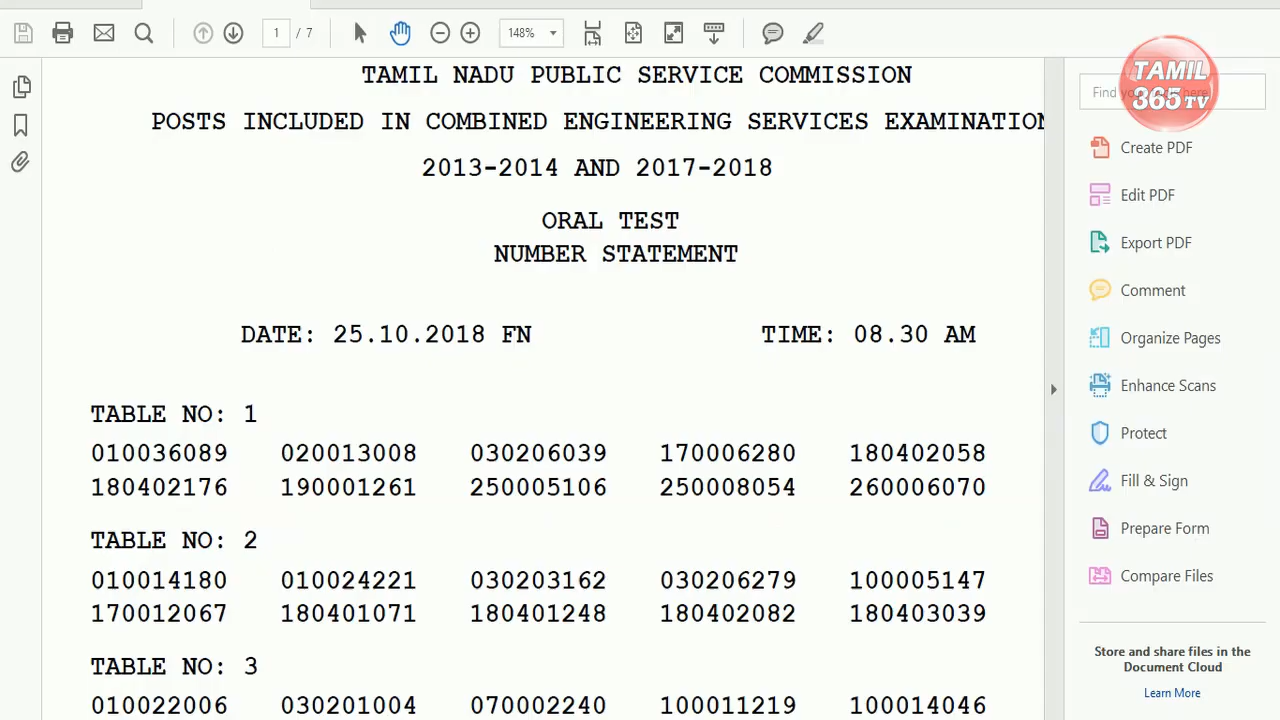 1 / 7
148%
TAMIL NADU PUBLIC SERVICE COMMISSION
POSTS INCLUDED IN COMBINED ENGINEERING SERVICES EXAMINATION
2013-2014 AND 2017-2018
ORAL TEST
NUMBER STATEMENT
DATE: 25.10.2018 FN TIME: 08.30 AM
TABLE NO: 1
010036089 020013008 030206039 170006280 180402058
180402176 190001261 250005106 250008054 260006070
TABLE NO: 2
010014180 010024221 030203162 030206279 100005147
170012067 180401071 180401248 180402082 180403039
TABLE NO: 3
010022006 030201004 070002240 100011219 100014046
TAMIL
365 TV
Find
Create PDF
Edit PDF
Export PDF
Comment
Organize Pages
Enhance Scans
Protect
Fill & Sign
Prepare Form
Compare Files
Store and share files in the
Document Cloud
Learn More